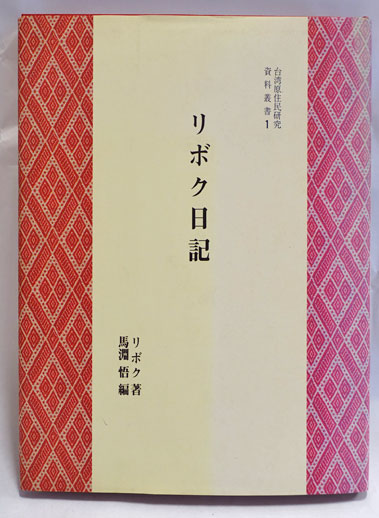 台湾原住民研究
資料叢書1
リボク日記
リボク著
馬淵悟編